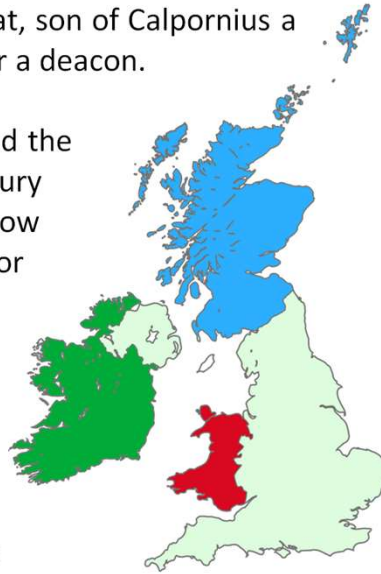 at, son of Calpornius a
r a deacon.
d the
ury
ow
or